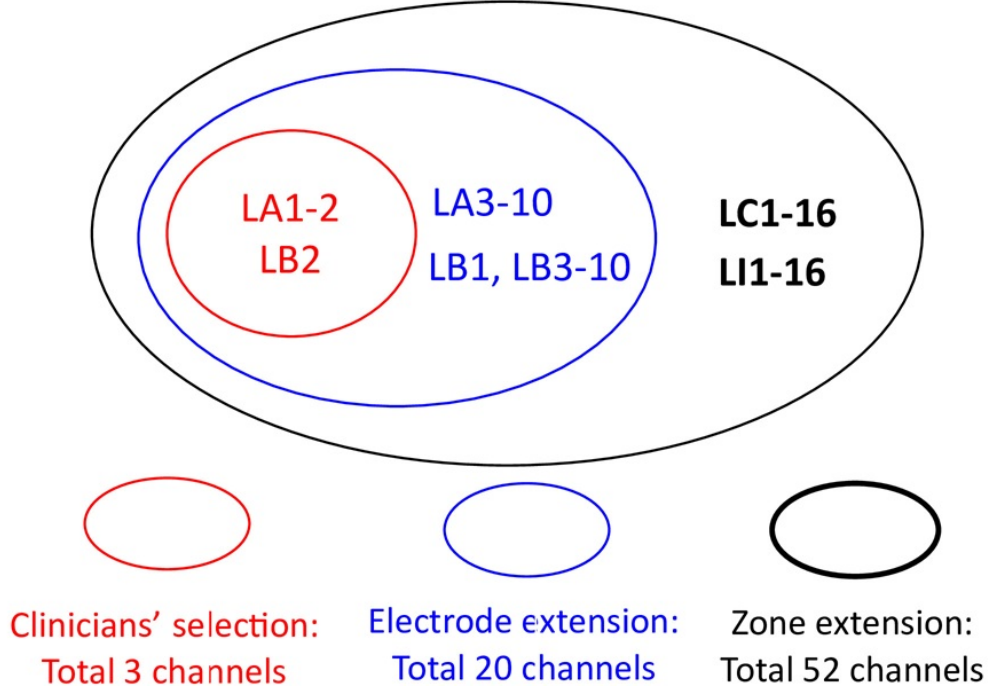 LA1-2
LB2
LA3-10
LB1, LB3-10
LC1-16
LI1-16
Clinicians’ selection:
Total 3 channels
Electrode extension:
Total 20 channels
Zone extension:
Total 52 channels